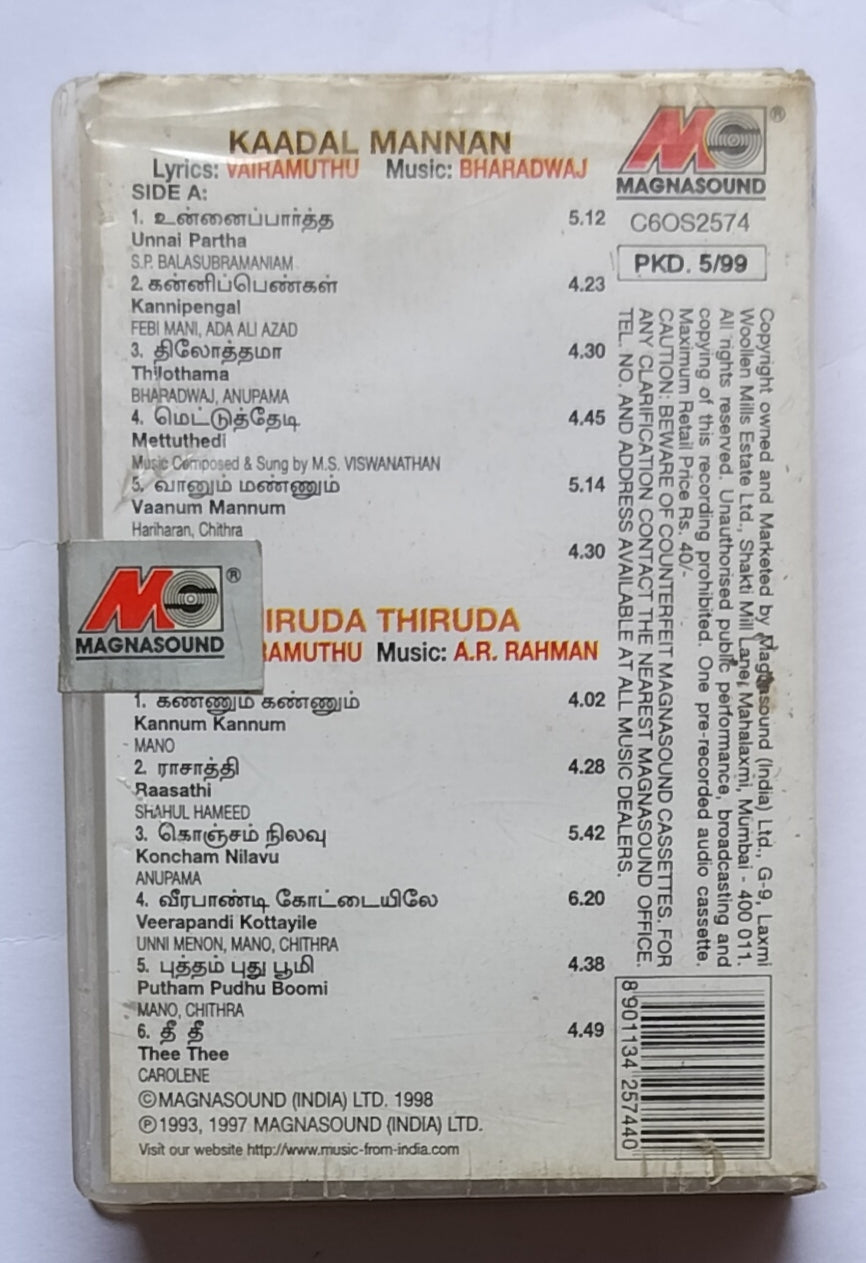 KAADAL MANNAN
Lyrics: VAIRAMUTHU Music: BHARADWAJ
SIDE A:
1. உன்னைப்பார்த்த 5.12
Unnai Partha
S.P. BALASUBRAMANIAM
2. கன்னிப்பெண்கள் 4.23
Kannipengal
FEBI MANI, ADA ALI AZAD
3. திலோத்தமா 4.30
Thilothama
BHARADWAJ, ANUPAMA
4. மெட்டுத்தேடி 4.45
Mettuthedi
Music Composed & Sung by M.S. VISWANATHAN
5. வானும் மண்ணும் 5.14
Vaanum Mannum
Hariharan, Chithra
4.30
IRUDA THIRUDA
RAMUTHU Music: A.R. RAHMAN
1. கண்ணும் கண்ணும் 4.02
Kannum Kannum
MANO
2. ராசாத்தி 4.28
Raasathi
SHAHUL HAMEED
3. கொஞ்சம் நிலவு 5.42
Koncham Nilavu
ANUPAMA
4. வீரபாண்டி கோட்டையிலே 6.20
Veerapandi Kottayile
UNNI MENON, MANO, CHITHRA
5. புத்தம் புது பூமி 4.38
Putham Pudhu Boomi
MANO, CHITHRA
6. தீ தீ 4.49
Thee Thee
CAROLENE
©MAGNASOUND (INDIA) LTD. 1998
℗1993, 1997 MAGNASOUND (INDIA) LTD.
Visit our website http://www.music-from-india.com
MG®
MAGNASOUND
MG®
MAGNASOUND
C6OS2574
PKD. 5/99
Copyright owned and Marketed by Magnasound (India) Ltd., G-9, Laxmi
Woollen Mills Estate Ltd., Shakti Mill Lane, Mahalaxmi, Mumbai - 400 011.
All rights reserved. Unauthorised public performance, broadcasting and
copying of this recording prohibited. One pre-recorded audio cassette.
Maximum Retail Price Rs. 40/-
CAUTION: BEWARE OF COUNTERFEIT MAGNASOUND CASSETTES. FOR
ANY CLARIFICATION CONTACT THE NEAREST MAGNASOUND OFFICE.
TEL. NO. AND ADDRESS AVAILABLE AT ALL MUSIC DEALERS.
8 901134 257440